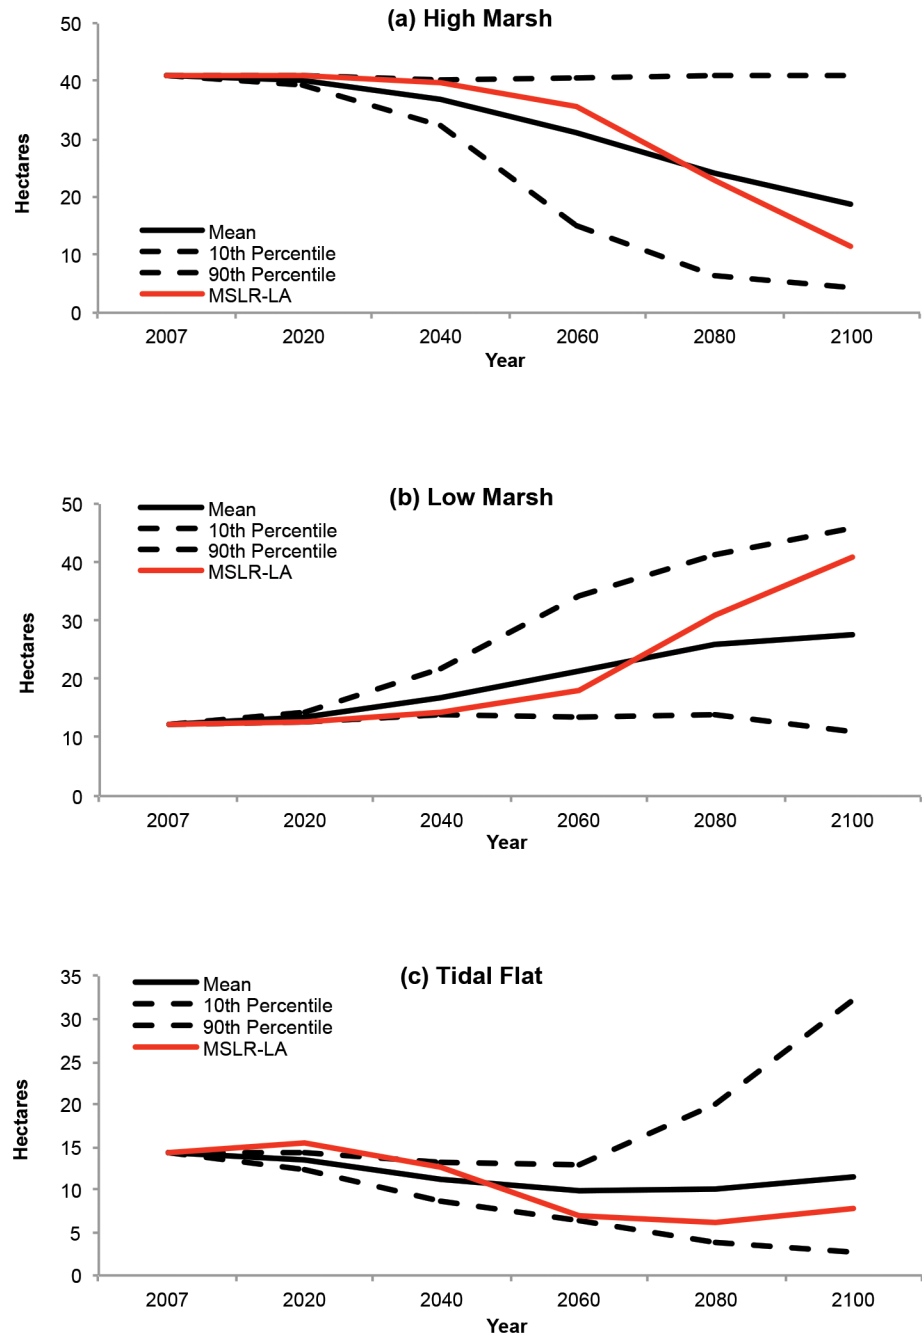 (a) High Marsh
50
40
30
20
10
0
Hectares
Mean
10th Percentile
90th Percentile
MSLR-LA
2007 2020 2040 2060 2080 2100
Year
(b) Low Marsh
50
40
30
20
10
0
Hectares
Mean
10th Percentile
90th Percentile
MSLR-LA
2007 2020 2040 2060 2080 2100
Year
(c) Tidal Flat
35
30
25
20
15
10
5
0
Hectares
Mean
10th Percentile
90th Percentile
MSLR-LA
2007 2020 2040 2060 2080 2100
Year